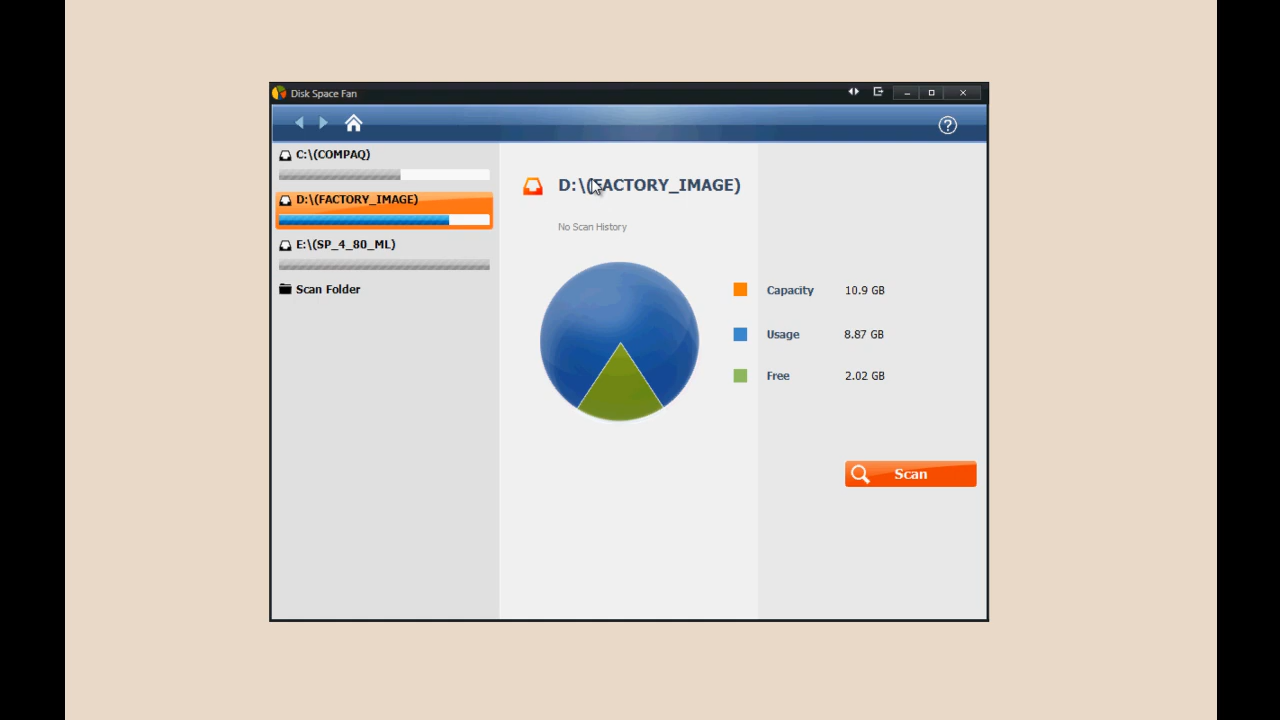 Disk Space Fan
C:\(COMPAQ)
D:\(FACTORY_IMAGE)
E:\(SP_4_80_ML)
Scan Folder
D:\(FACTORY_IMAGE)
No Scan History
Capacity 10.9 GB
Usage 8.87 GB
Free 2.02 GB
Scan